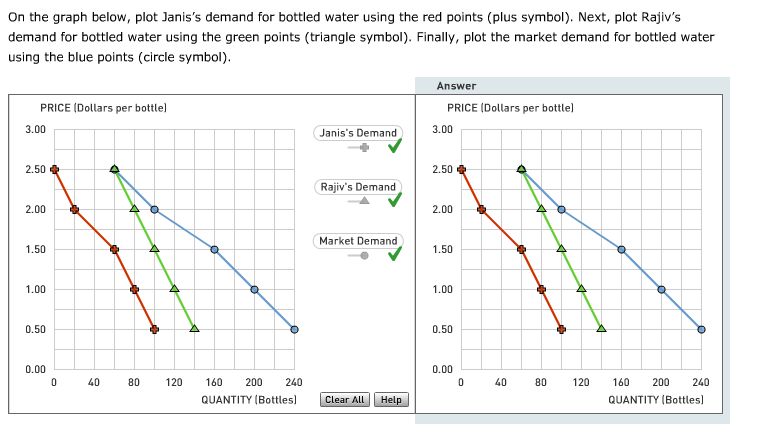 On the graph below, plot Janis’s demand for bottled water using the red points (plus symbol). Next, plot Rajiv’s
demand for bottled water using the green points (triangle symbol). Finally, plot the market demand for bottled water
using the blue points (circle symbol).
Answer
PRICE (Dollars per bottle)
3.00
2.50
2.00
1.50
1.00
0.50
0.00
0 40 80 120 160 200 240
QUANTITY (Bottles)
Janis's Demand
Rajiv's Demand
Market Demand
Clear All Help
PRICE (Dollars per bottle)
3.00
2.50
2.00
1.50
1.00
0.50
0.00
0 40 80 120 160 200 240
QUANTITY (Bottles)